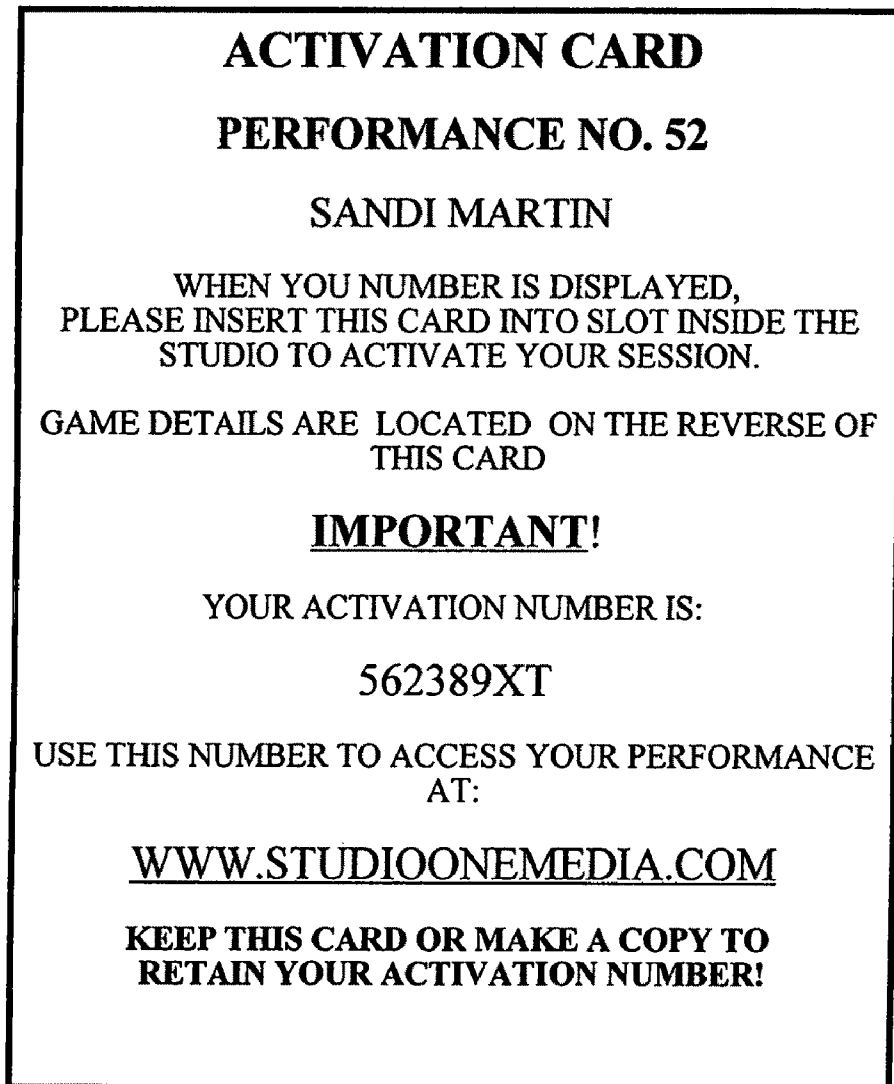 ACTIVATION CARD
PERFORMANCE NO. 52
SANDI MARTIN
WHEN YOU NUMBER IS DISPLAYED,
PLEASE INSERT THIS CARD INTO SLOT INSIDE THE
STUDIO TO ACTIVATE YOUR SESSION.
GAME DETAILS ARE LOCATED ON THE REVERSE OF
THIS CARD
IMPORTANT!
YOUR ACTIVATION NUMBER IS:
562389XT
USE THIS NUMBER TO ACCESS YOUR PERFORMANCE
AT:
WWW.STUDIOONEMEDIA.COM
KEEP THIS CARD OR MAKE A COPY TO
RETAIN YOUR ACTIVATION NUMBER!